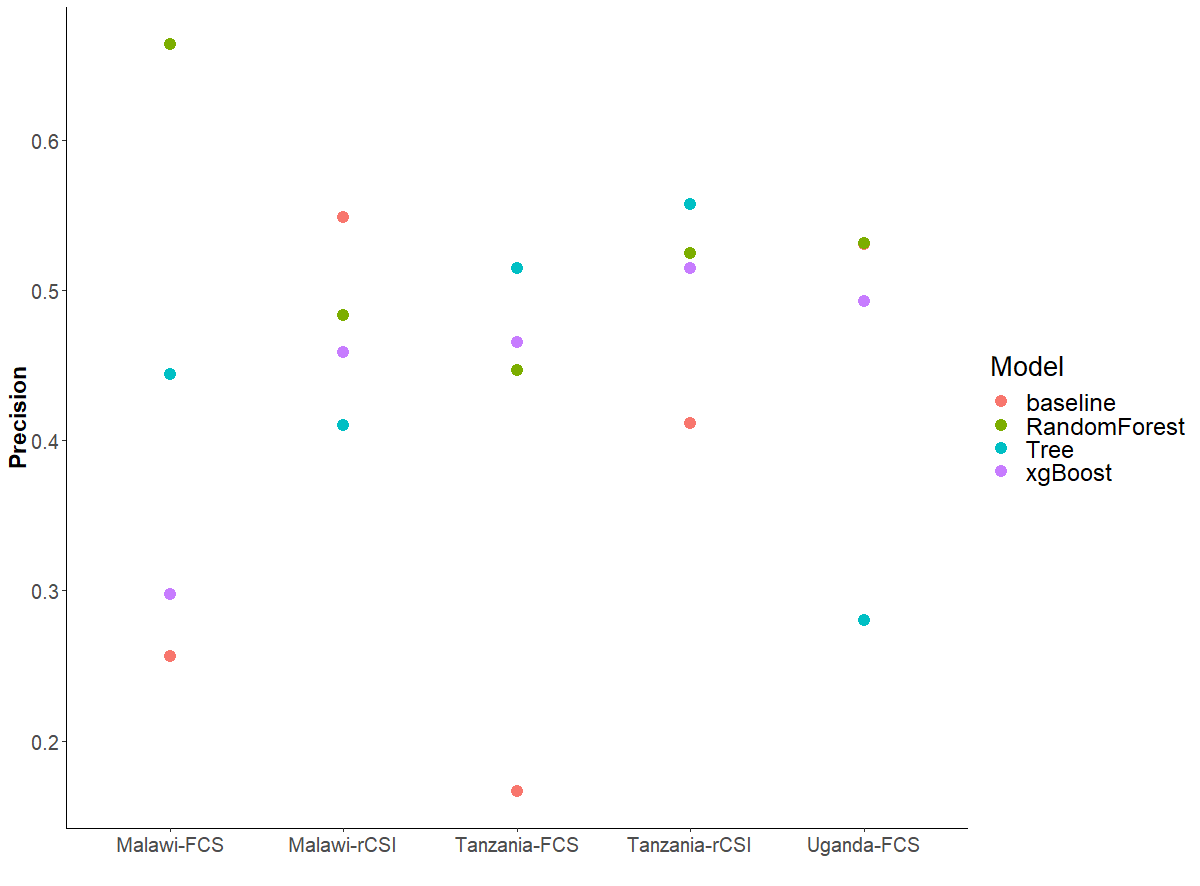 Precision
0.6
0.5
0.4
0.3
0.2
Malawi-FCS
Malawi-rCSI
Tanzania-FCS
Tanzania-rCSI
Uganda-FCS
Model
baseline
RandomForest
Tree
xgBoost